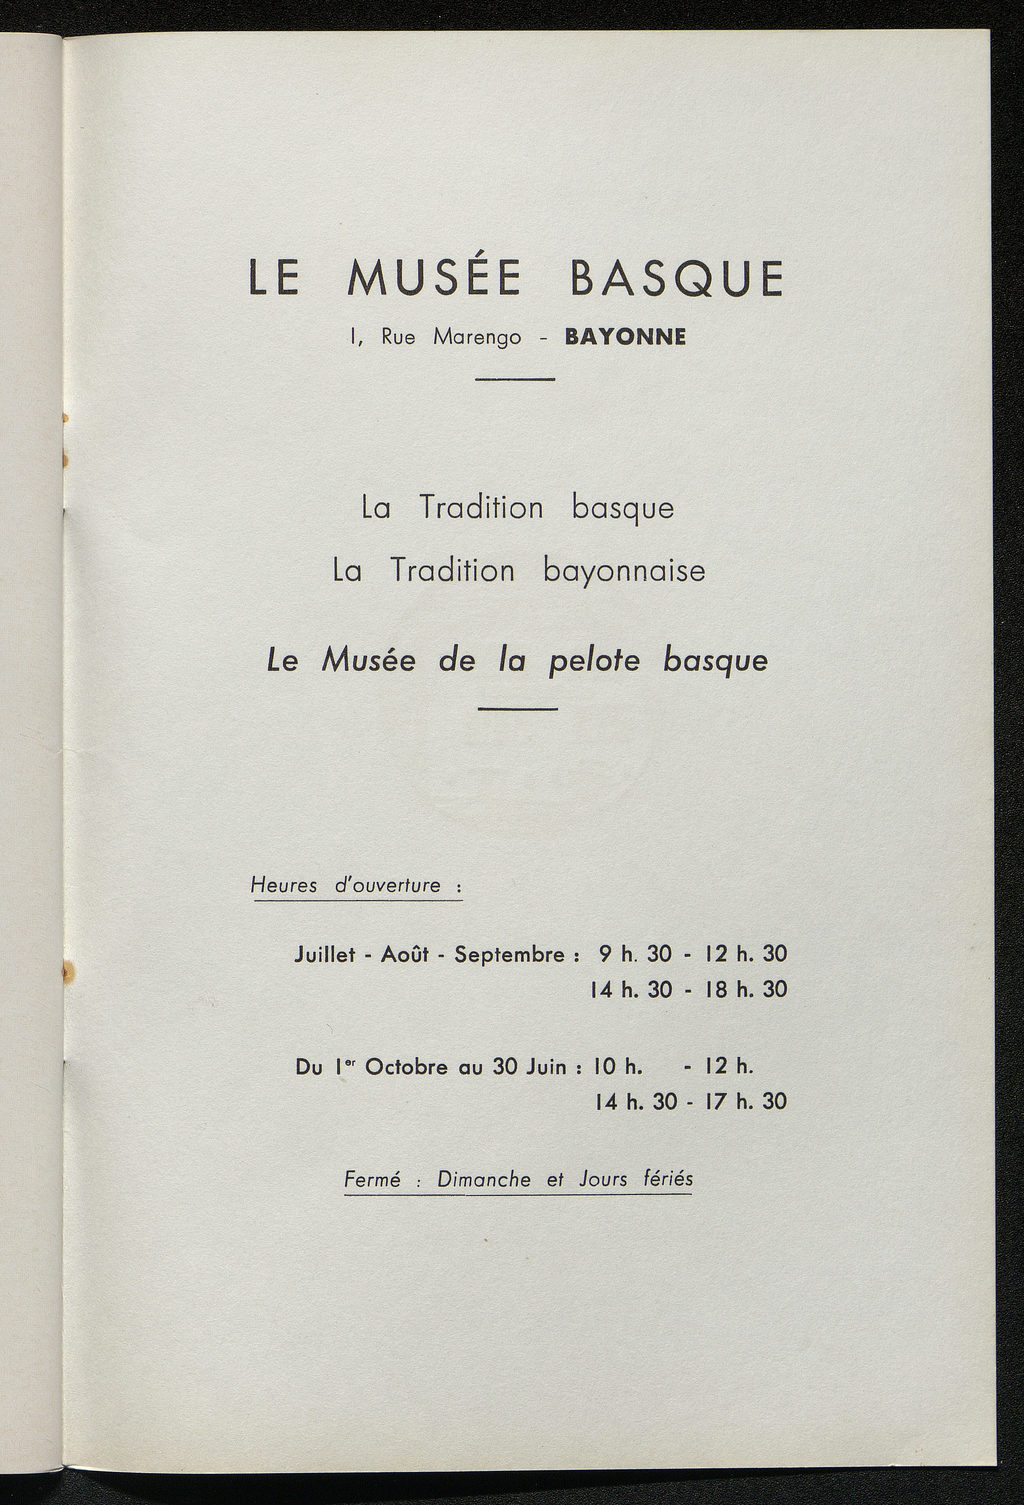 LE MUSÉE BASQUE
1, Rue Marengo - BAYONNE
La Tradition basque
La Tradition bayonnaise
Le Musée de la pelote basque
Heures d'ouverture :
Juillet - Août - Septembre : 9 h. 30 - 12 h. 30
14 h. 30 - 18 h. 30
Du 1er Octobre au 30 Juin : 10 h. - 12 h.
14 h. 30 - 17 h. 30
Fermé : Dimanche et Jours fériés